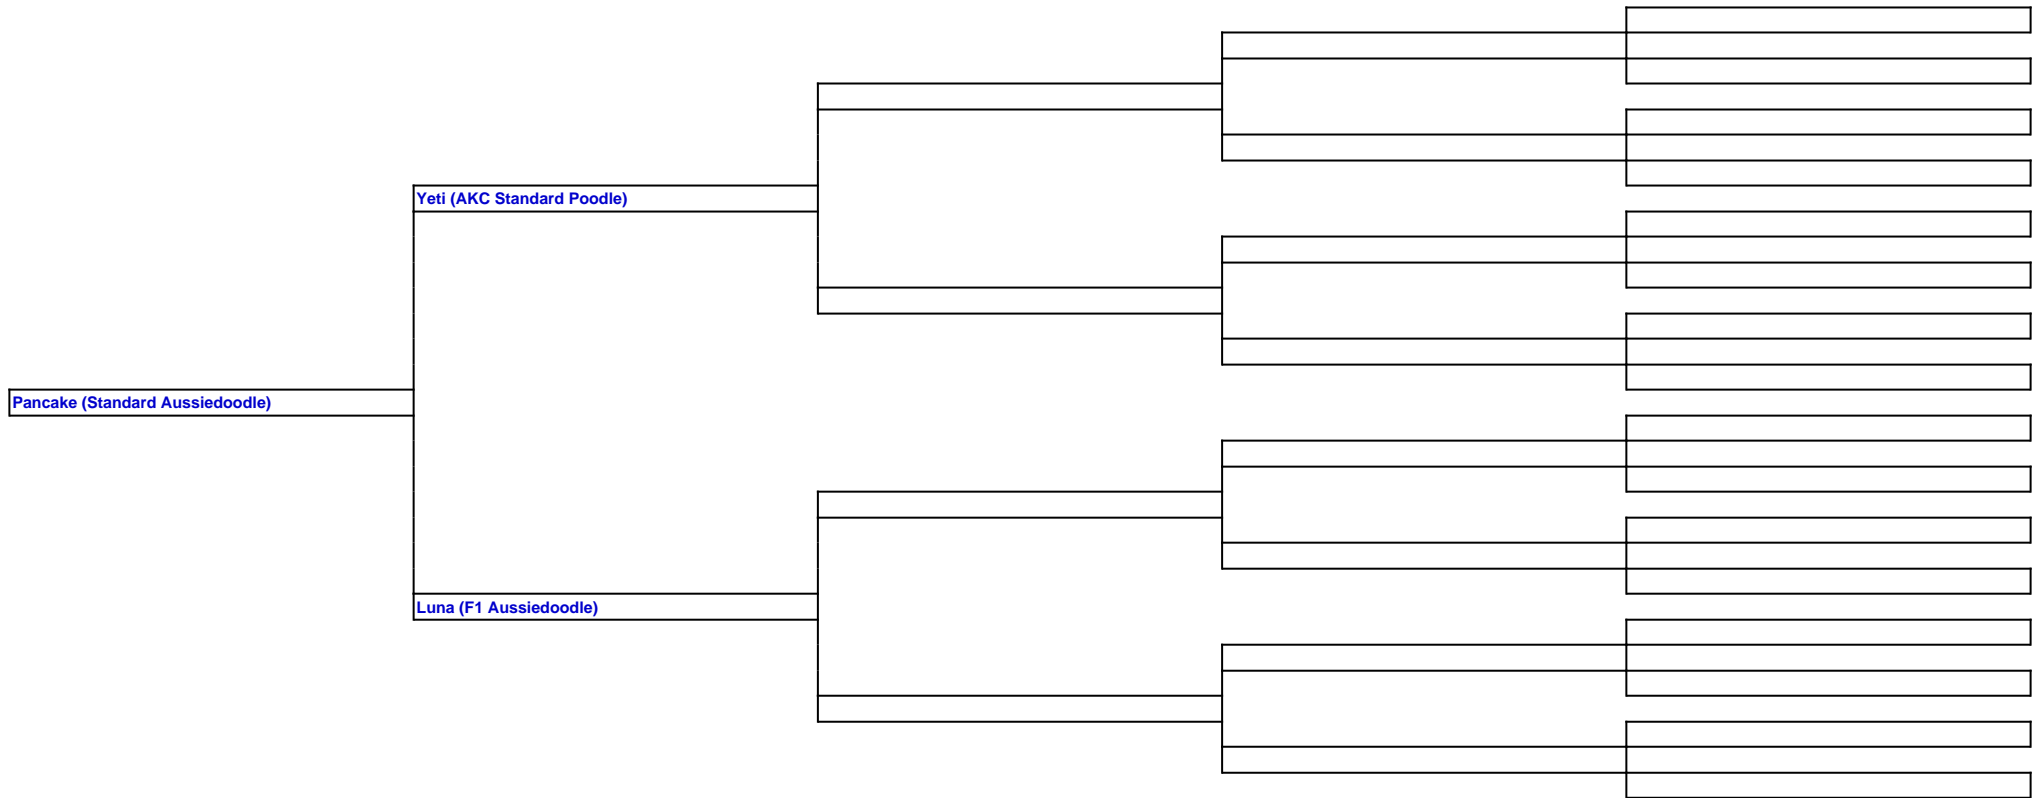 Yeti (AKC Standard Poodle)
Pancake (Standard Aussiedoodle)
Luna (F1 Aussiedoodle)